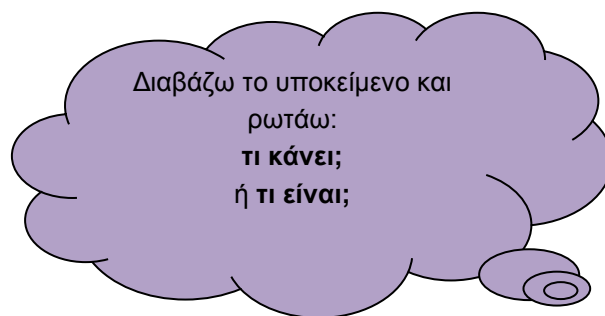 Διαβάζω το υποκείμενο και
ρωτάω:
τι κάνει;
ή τι είναι;